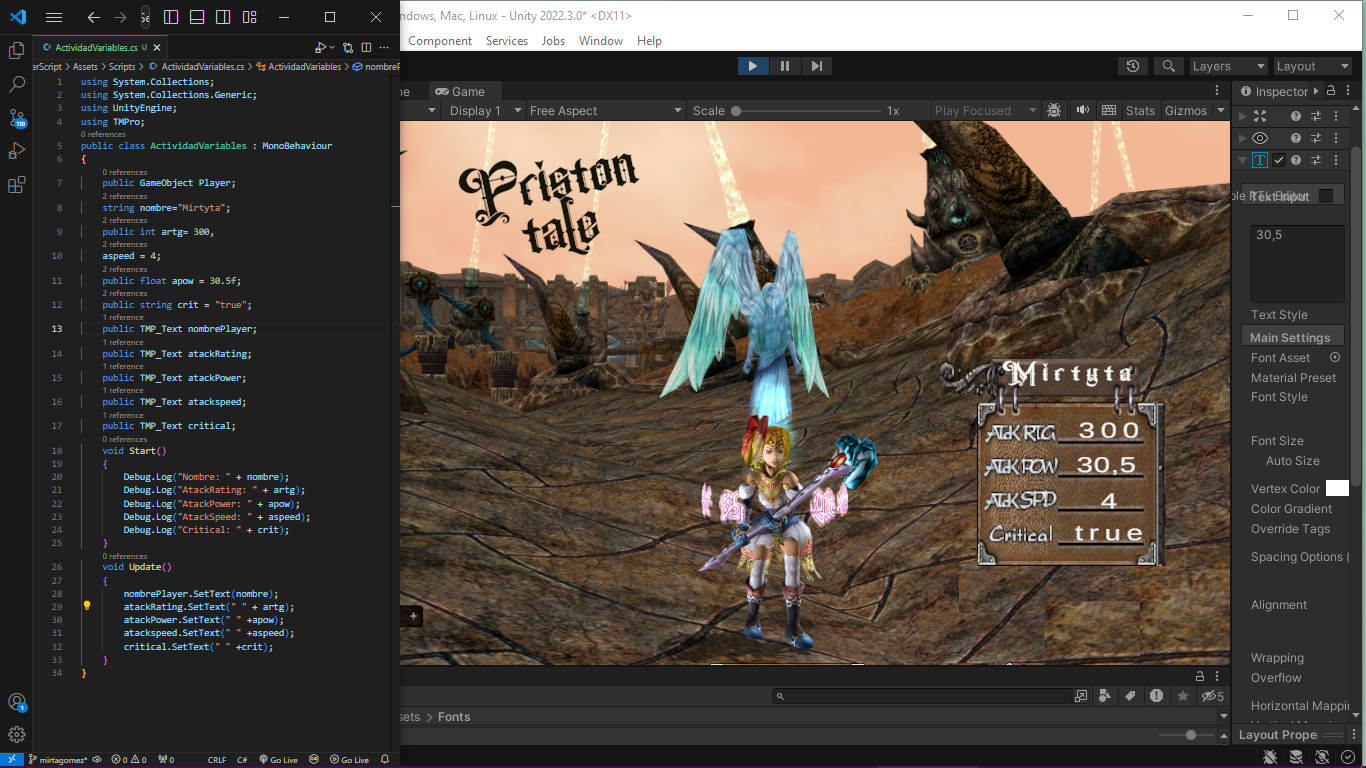 ndows, Mac, Linux - Unity 2022.3.0* <DX11>
Component Services Jobs Window Help
Layers Layout
ActividadVariables.cs U
erScript > Assets > Scripts > ActividadVariables.cs > ActividadVariables > nombreP
1 using System.Collections;
2 using System.Collections.Generic;
3 using UnityEngine;
4 using TMPro;
0 references
5 public class ActividadVariables : MonoBehaviour
6 {
0 references
7 public GameObject Player;
2 references
8 string nombre="Mirtyta";
2 references
9 public int artg= 300,
2 references
10 aspeed = 4;
2 references
11 public float apow = 30.5f;
2 references
12 public string crit = "true";
1 reference
13 public TMP_Text nombrePlayer;
1 reference
14 public TMP_Text atackRating;
1 reference
15 public TMP_Text atackPower;
1 reference
16 public TMP_Text atackspeed;
1 reference
17 public TMP_Text critical;
0 references
18 void Start()
19 {
20 Debug.Log("Nombre: " + nombre);
21 Debug.Log("AtackRating: " + artg);
22 Debug.Log("AtackPower: " + apow);
23 Debug.Log("AtackSpeed: " + aspeed);
24 Debug.Log("Critical: " + crit);
25 }
0 references
26 void Update()
27 {
28 nombrePlayer.SetText(nombre);
29 atackRating.SetText(" " + artg);
30 atackPower.SetText(" " +apow);
31 atackspeed.SetText(" " +aspeed);
32 critical.SetText(" " +crit);
33 }
34 }
110
1
mirtagomez* 0 0 0 CRLF C# Go Live Go Live
ne Game
Display 1 Free Aspect Scale 1x Play Focused Stats Gizmos
Priston
tale
Mirtyta
Atck RTG 300
Atck POW 30,5
Atck SPD 4
Critical true
5
sets > Fonts
Inspector
Text Input
30,5
Text Style
Main Settings
Font Asset
Material Preset
Font Style
Font Size
Auto Size
Vertex Color
Color Gradient
Override Tags
Spacing Options (
Alignment
Wrapping
Overflow
Horizontal Mappin
Layout Prope